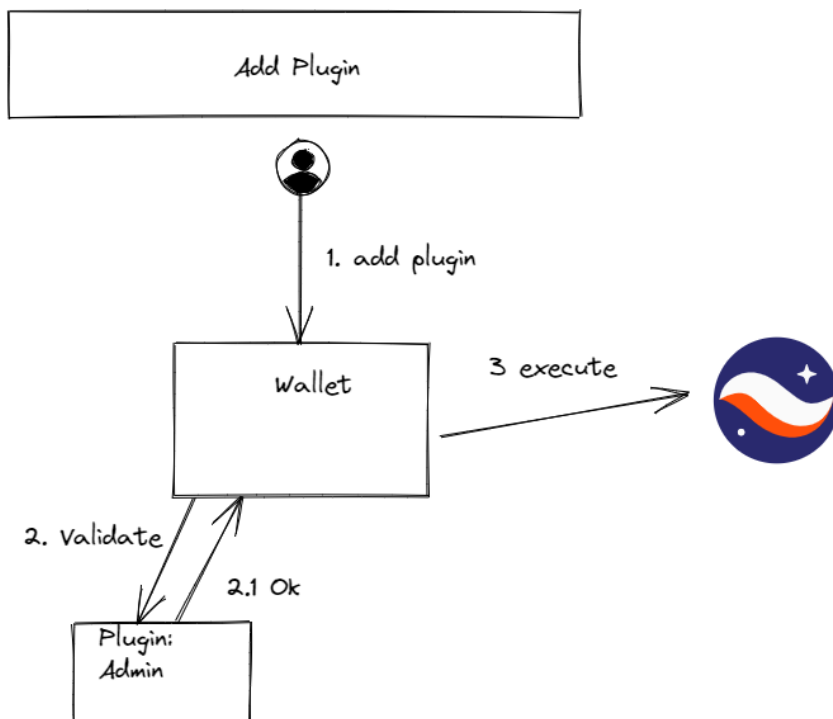 Add Plugin
1. add plugin
Wallet
3 execute
2. Validate
2.1 Ok
Plugin:
Admin